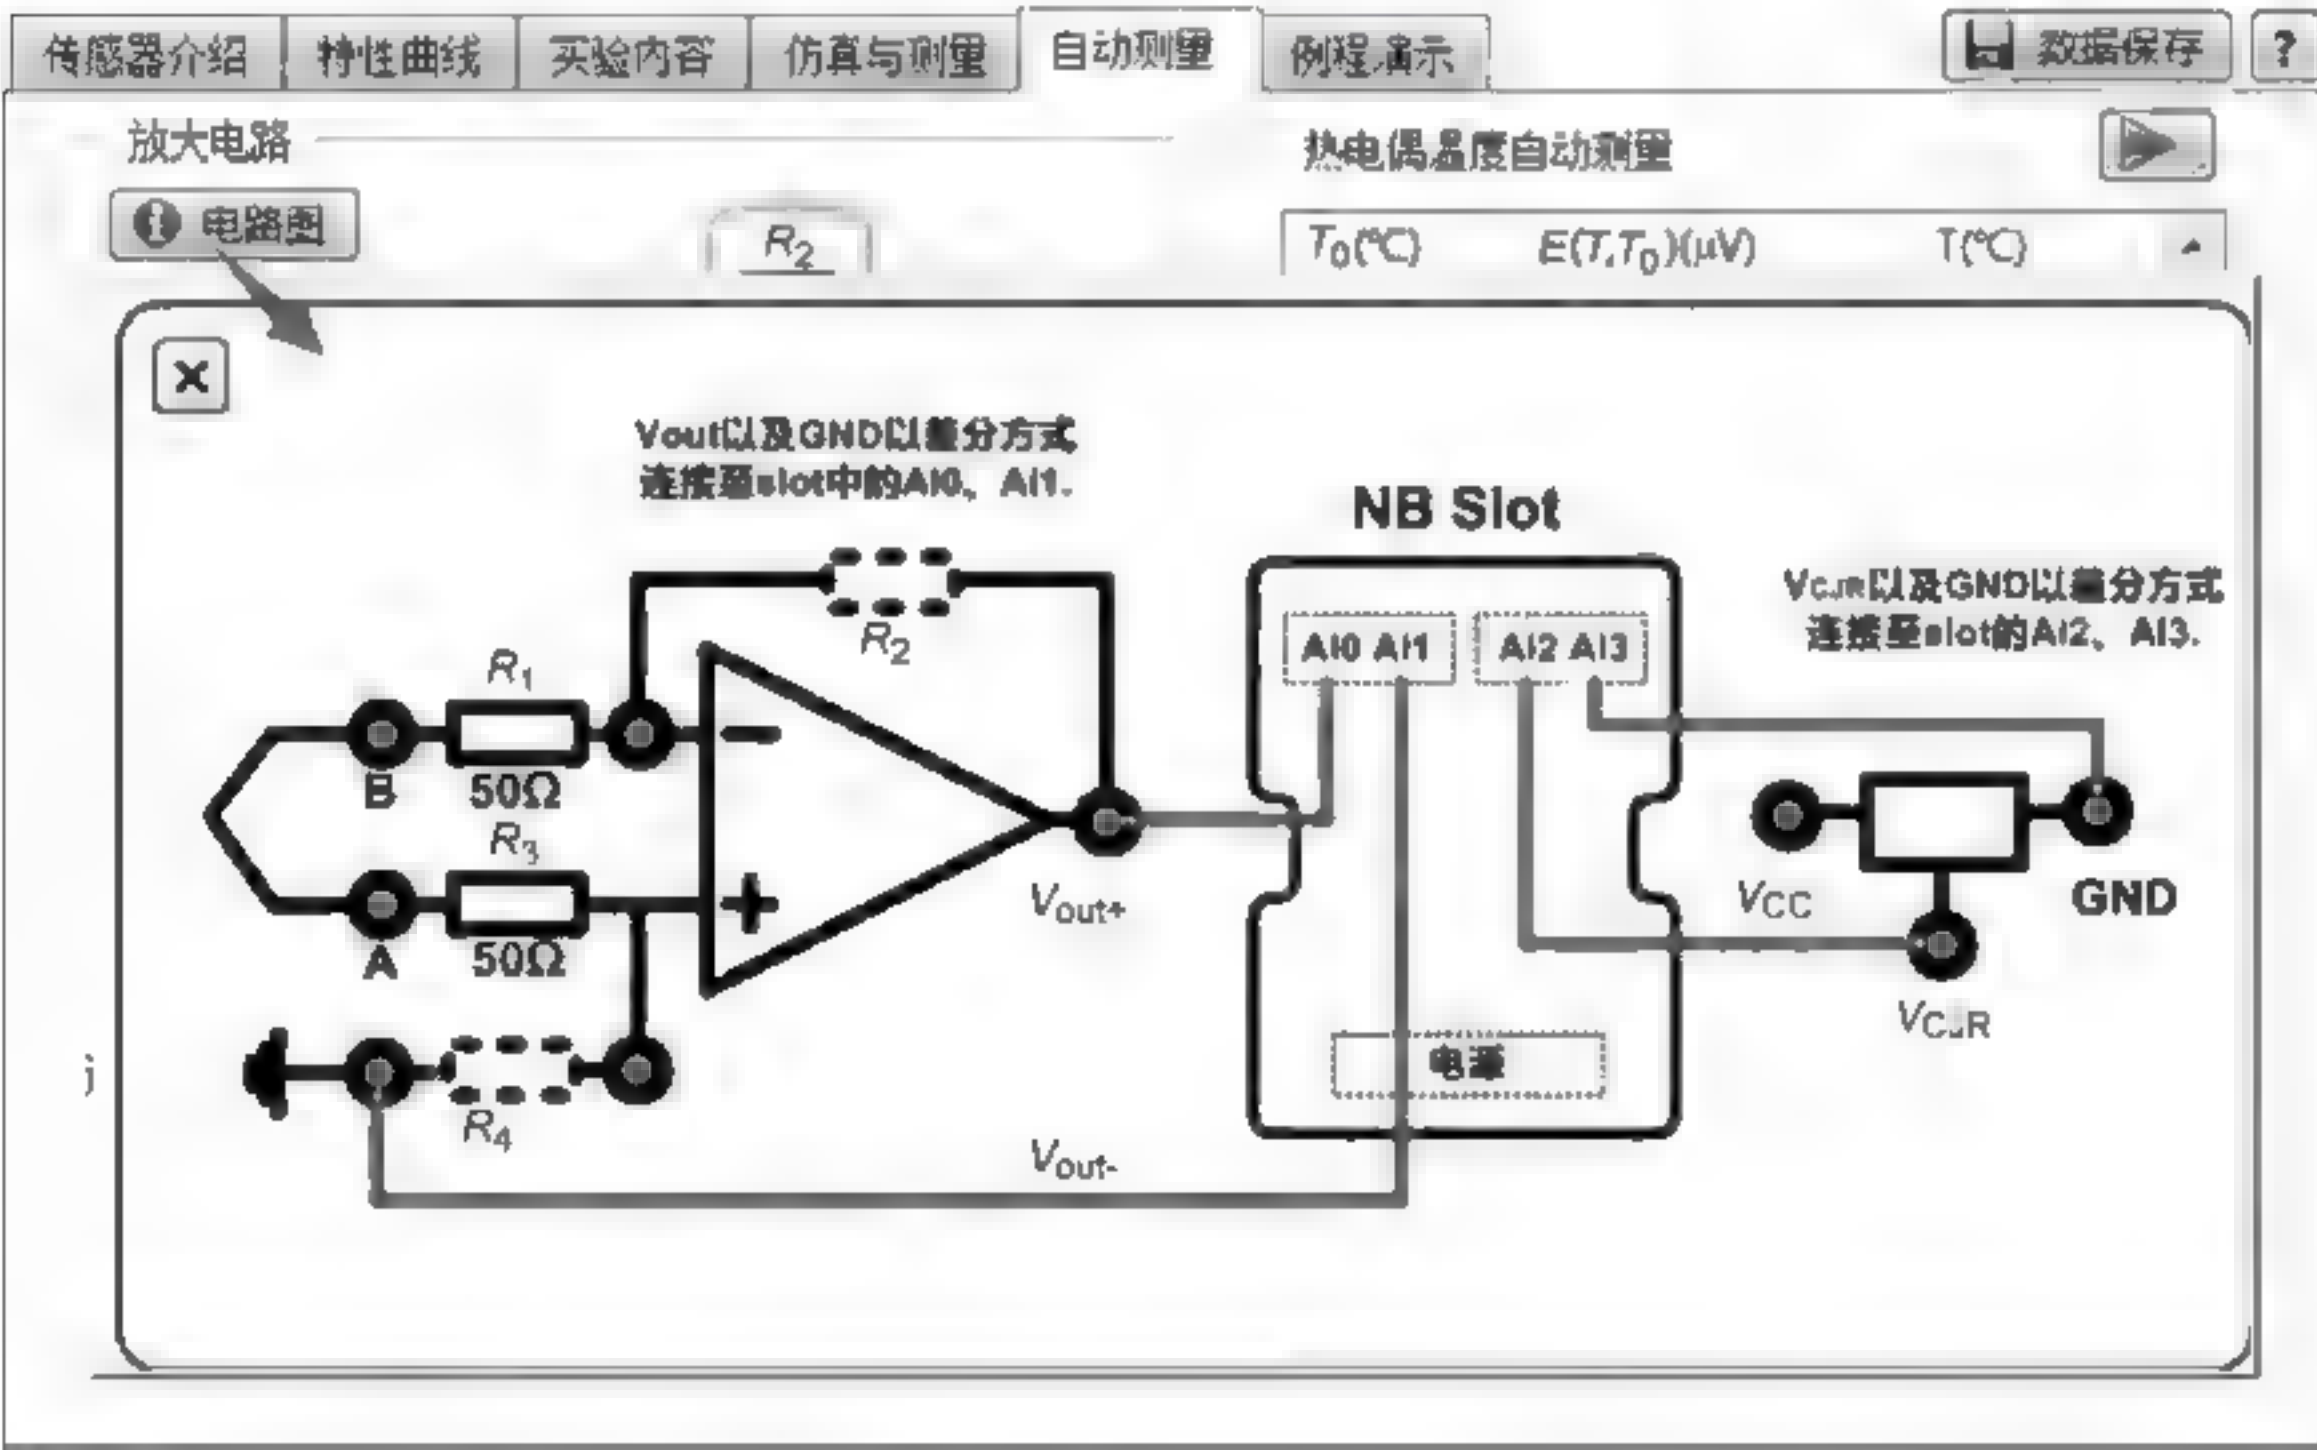 传感器介绍 特性曲线 实验内容 仿真与测量 自动测量 例程演示 数据保存 ?
放大电路
热电偶温度自动测量
电路图
R2
T0(℃) E(T,T0)(μV) T(℃)
Vout以及GND以差分方式
连接至slot中的AI0、AI1.
NB Slot
VCJR以及GND以差分方式
连接至slot的AI2、AI3.
R2
AI0 AI1 AI2 AI3
R1
B
50Ω
R3
A
50Ω
Vout+
VCC
GND
VCJR
电源
R4
Vout-